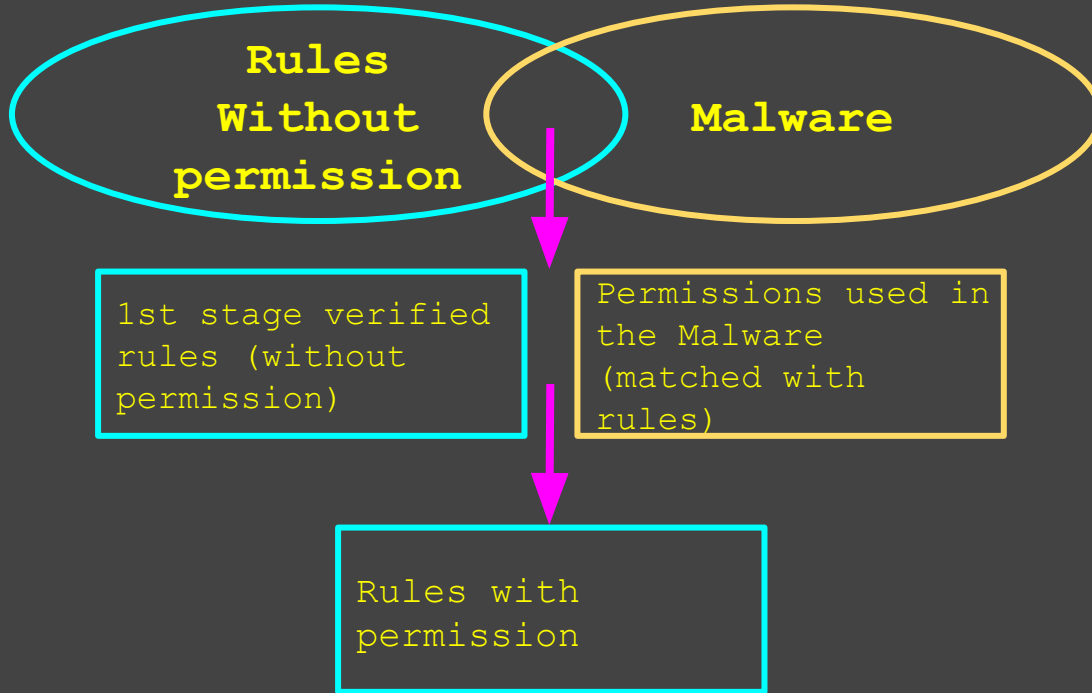 Rules
Without
permission
Malware
1st stage verified
rules (without
permission)
Permissions used in
the Malware
(matched with
rules)
Rules with
permission